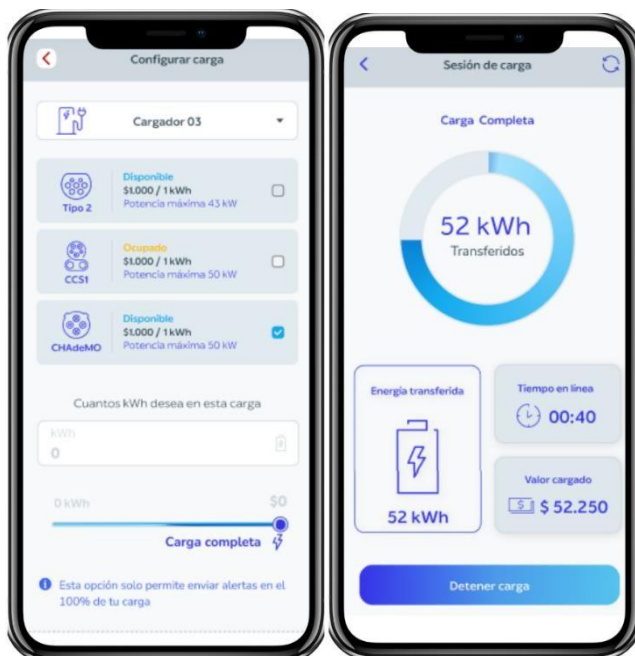 Configurar carga
Cargador 03
Disponible
$1.000 / 1 kWh
Potencia máxima 43 kW
Tipo 2
Ocupado
$1.000 / 1 kWh
Potencia máxima 50 kW
CCS1
Disponible
$1.000 / 1 kWh
Potencia máxima 50 kW
CHAdeMO
Cuantos kWh desea en esta carga
kWh
0
0 kWh $0
Carga completa
Esta opción solo permite enviar alertas en el
100% de tu carga
Sesión de carga
Carga Completa
52 kWh
Transferidos
Energía transferida
52 kWh
Tiempo en línea
00:40
Valor cargado
$ 52.250
Detener carga